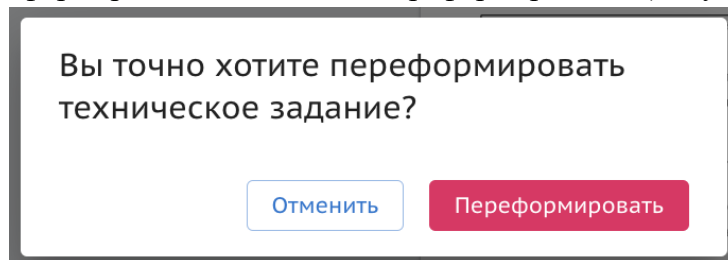 Вы точно хотите переформировать
техническое задание?
Отменить Переформировать